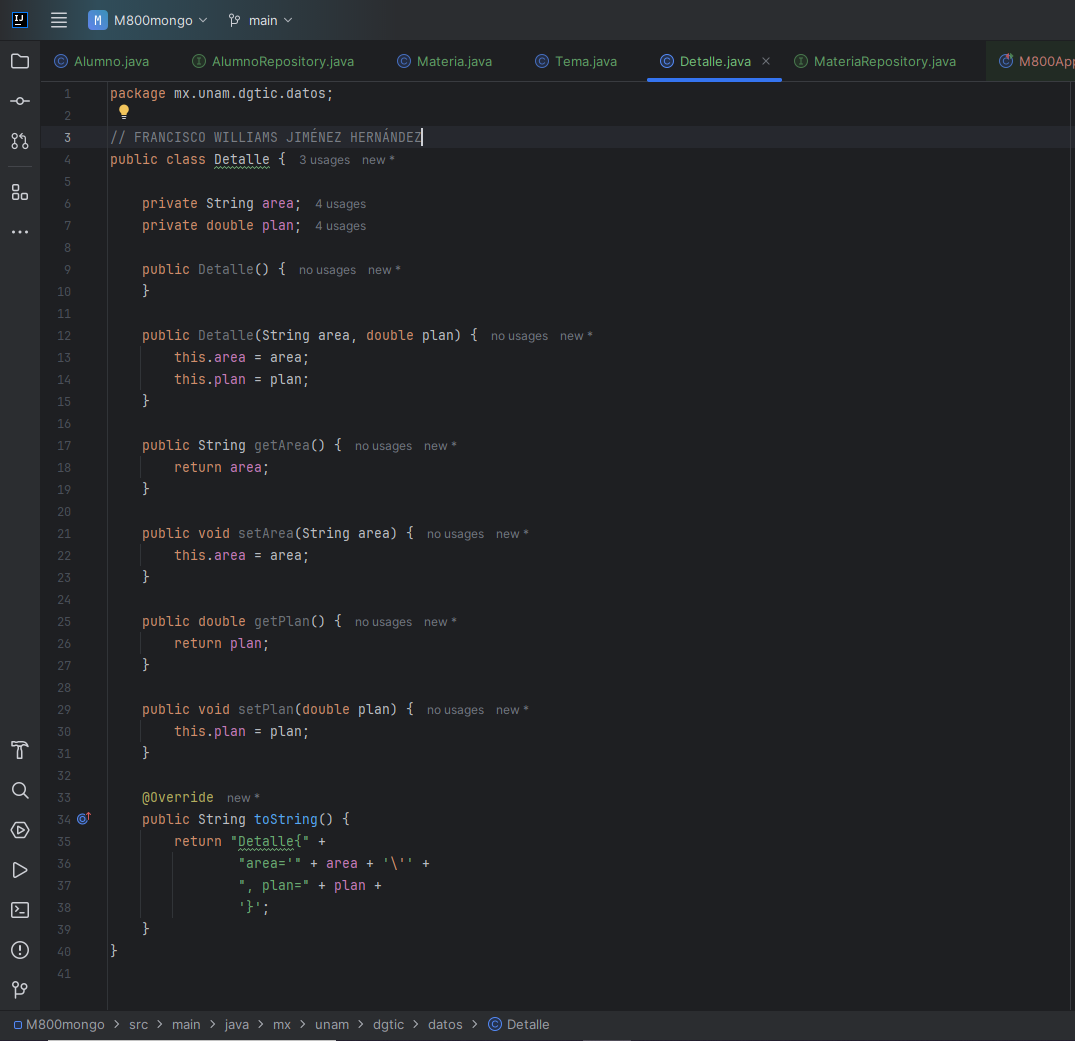 M M800mongo main
Alumno.java AlumnoRepository.java Materia.java Tema.java Detalle.java MateriaRepository.java M800App
1 package mx.unam.dgtic.datos;
2
3 // FRANCISCO WILLIAMS JIMÉNEZ HERNÁNDEZ
4 public class Detalle { 3 usages new *
5
6 private String area; 4 usages
7 private double plan; 4 usages
8
9 public Detalle() { no usages new *
10 }
11
12 public Detalle(String area, double plan) { no usages new *
13 this.area = area;
14 this.plan = plan;
15 }
16
17 public String getArea() { no usages new *
18 return area;
19 }
20
21 public void setArea(String area) { no usages new *
22 this.area = area;
23 }
24
25 public double getPlan() { no usages new *
26 return plan;
27 }
28
29 public void setPlan(double plan) { no usages new *
30 this.plan = plan;
31 }
32
33 @Override new *
34 public String toString() {
35 return "Detalle{" +
36 "area='" + area + '\'' +
37 ", plan=" + plan +
38 '}';
39 }
40 }
41
M800mongo > src > main > java > mx > unam > dgtic > datos > Detalle